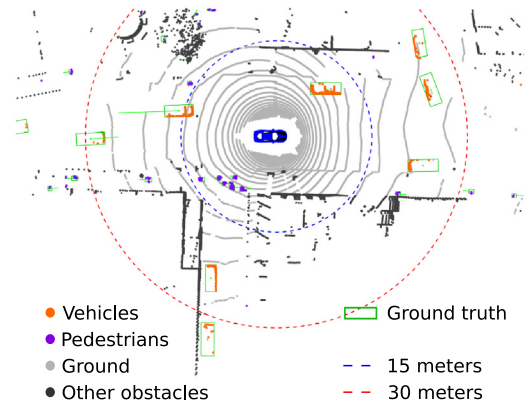 Vehicles
Pedestrians
Ground
Other obstacles
Ground truth
15 meters
30 meters